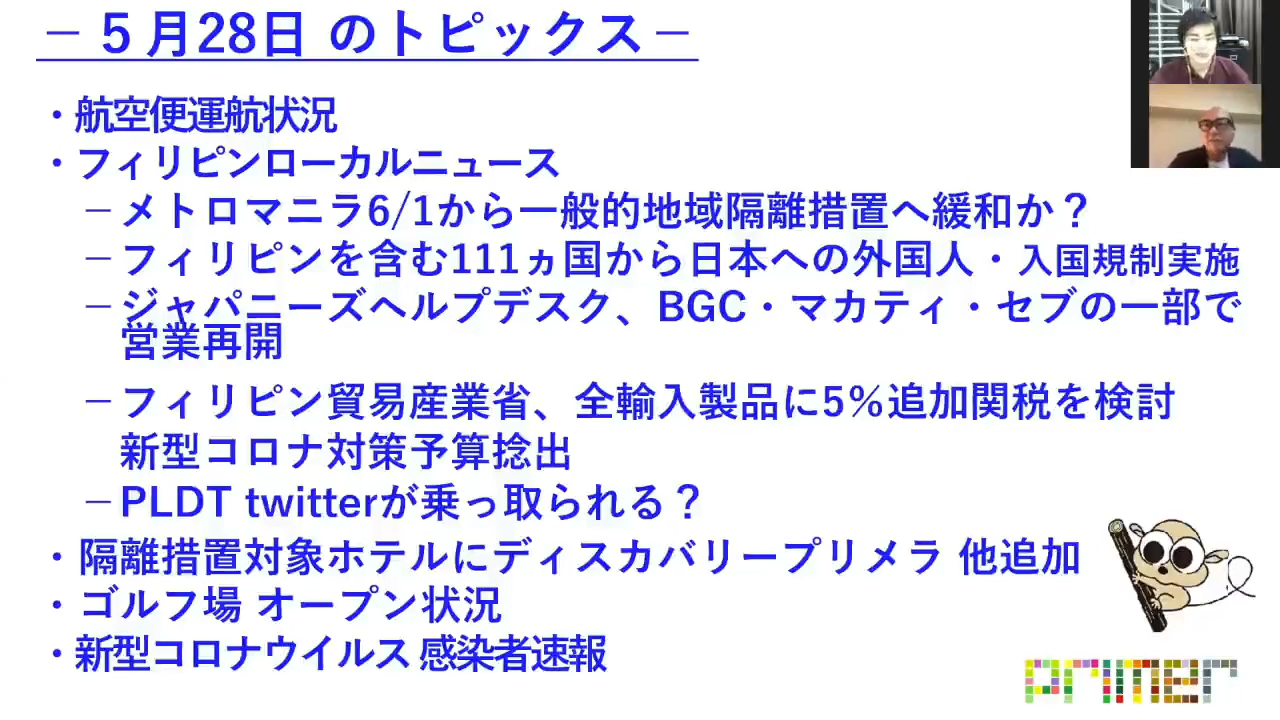 －５月28日 のトピックス－
・航空便運航状況
・フィリピンローカルニュース
－メトロマニラ6/1から一般的地域隔離措置へ緩和か？
－フィリピンを含む111ヵ国から日本への外国人・入国規制実施
－ジャパニーズヘルプデスク、BGC・マカティ・セブの一部で
営業再開
－フィリピン貿易産業省、全輸入製品に5％追加関税を検討
新型コロナ対策予算捻出
－PLDT twitterが乗っ取られる？
・隔離措置対象ホテルにディスカバリープリメラ 他追加
・ゴルフ場 オープン状況
・新型コロナウイルス 感染者速報
primer